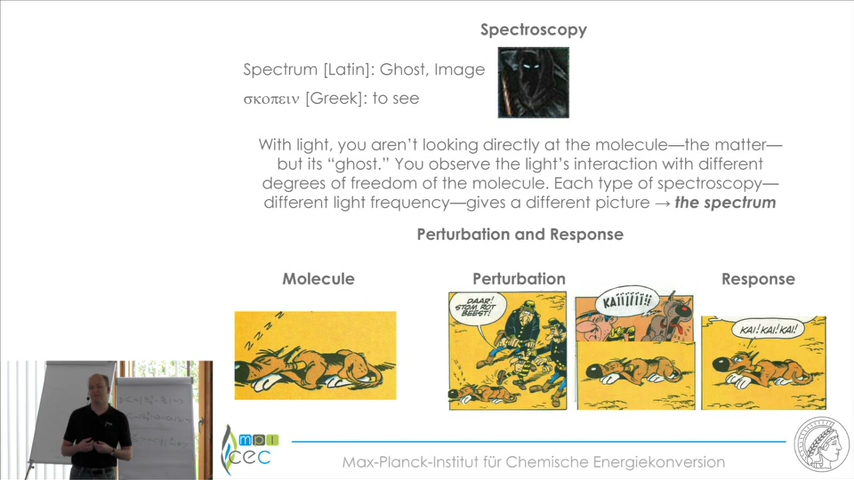 Spectroscopy
Spectrum [Latin]: Ghost, Image
σκοπειν [Greek]: to see
With light, you aren't looking directly at the molecule—the matter—
but its “ghost.” You observe the light's interaction with different
degrees of freedom of the molecule. Each type of spectroscopy—
different light frequency—gives a different picture → the spectrum
Perturbation and Response
Molecule
Perturbation
Response
Z Z Z Z
DAAR!
STOM ROT
BEEST!
KAIIIIII!!
KAI! KAI! KAI!
mpi
cec
Max-Planck-Institut für Chemische Energiekonversion